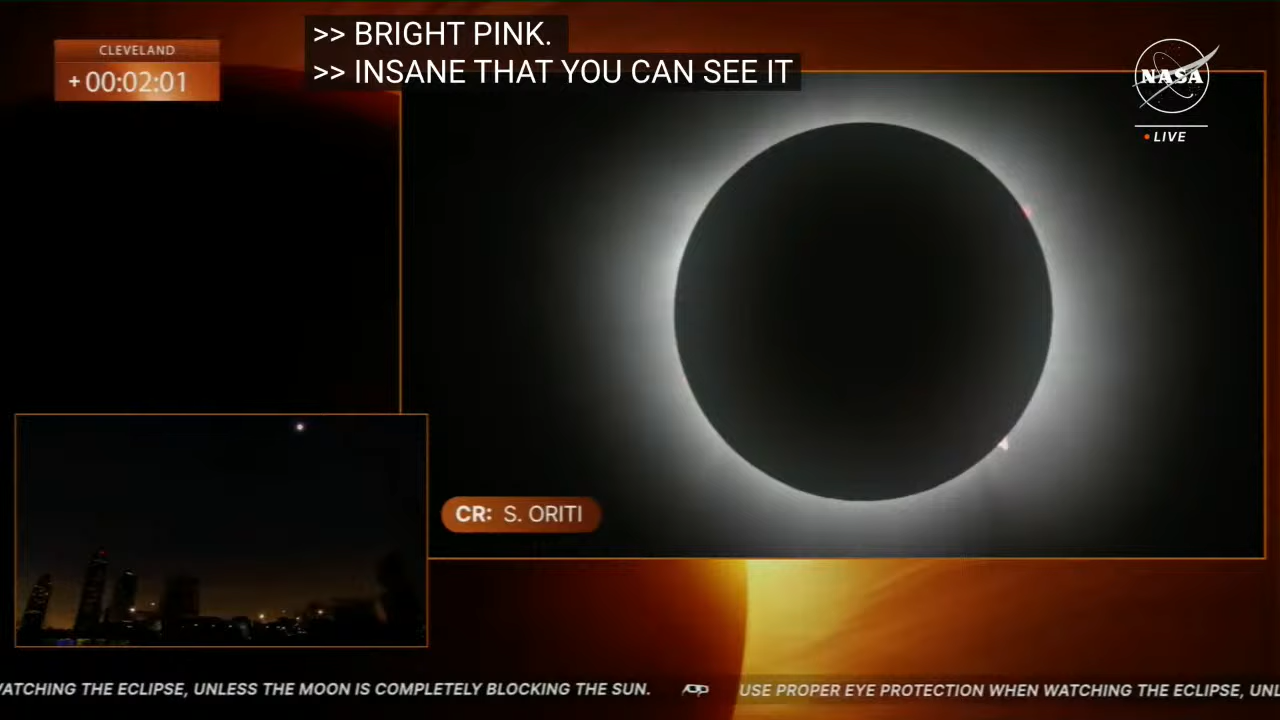 >> BRIGHT PINK.
>> INSANE THAT YOU CAN SEE IT
CLEVELAND
+ 00:02:01
NASA
LIVE
CR: S. ORITI
WATCHING THE ECLIPSE, UNLESS THE MOON IS COMPLETELY BLOCKING THE SUN. USE PROPER EYE PROTECTION WHEN WATCHING THE ECLIPSE, UNL